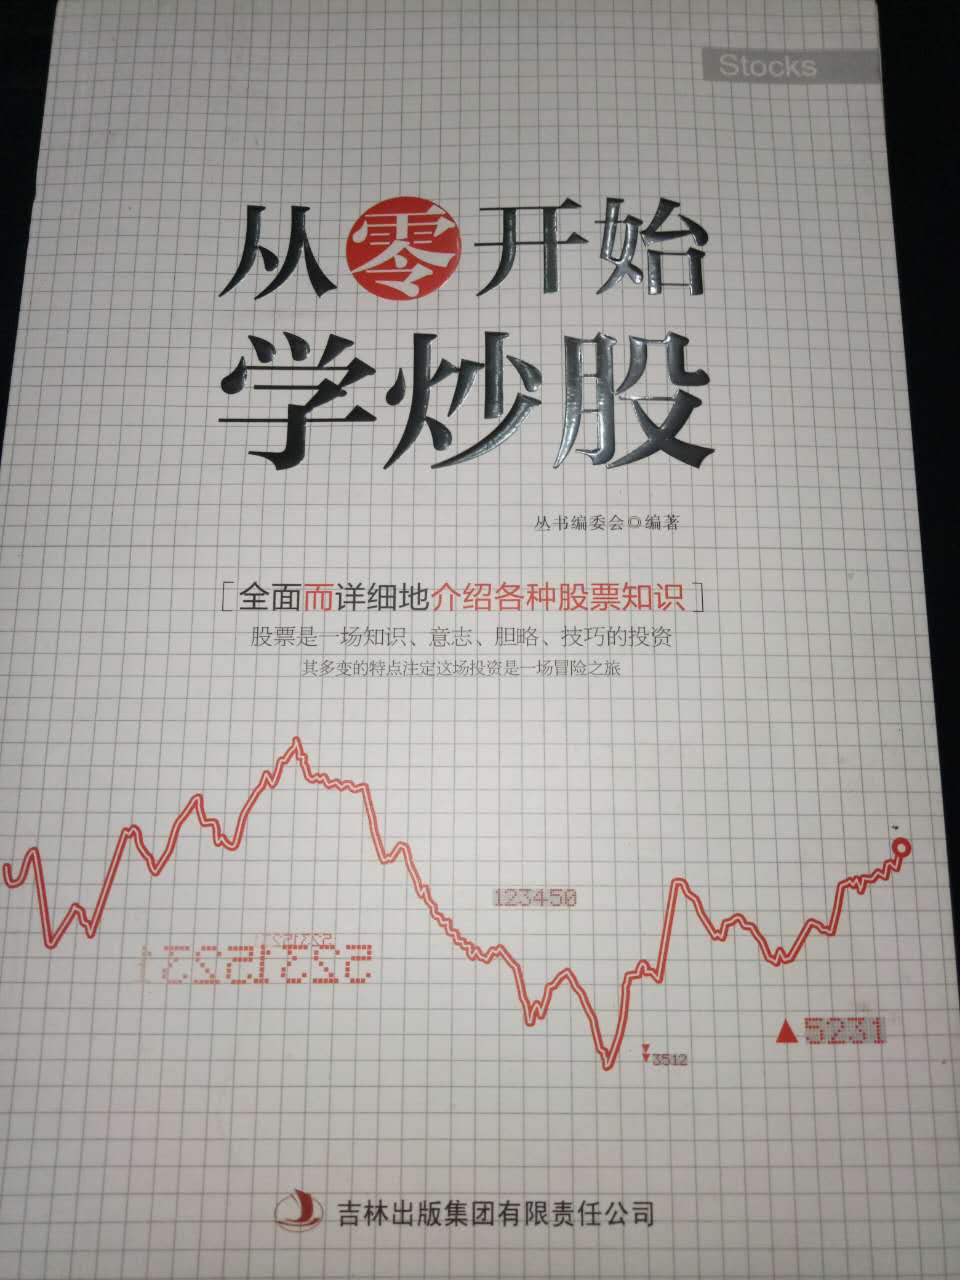 Stocks
从零开始
学炒股
丛书编委会◎编著
[全面而详细地介绍各种股票知识]
股票是一场知识、意志、胆略、技巧的投资
其多变的特点注定这场投资是一场冒险之旅
123450
▲5231
3512
吉林出版集团有限责任公司